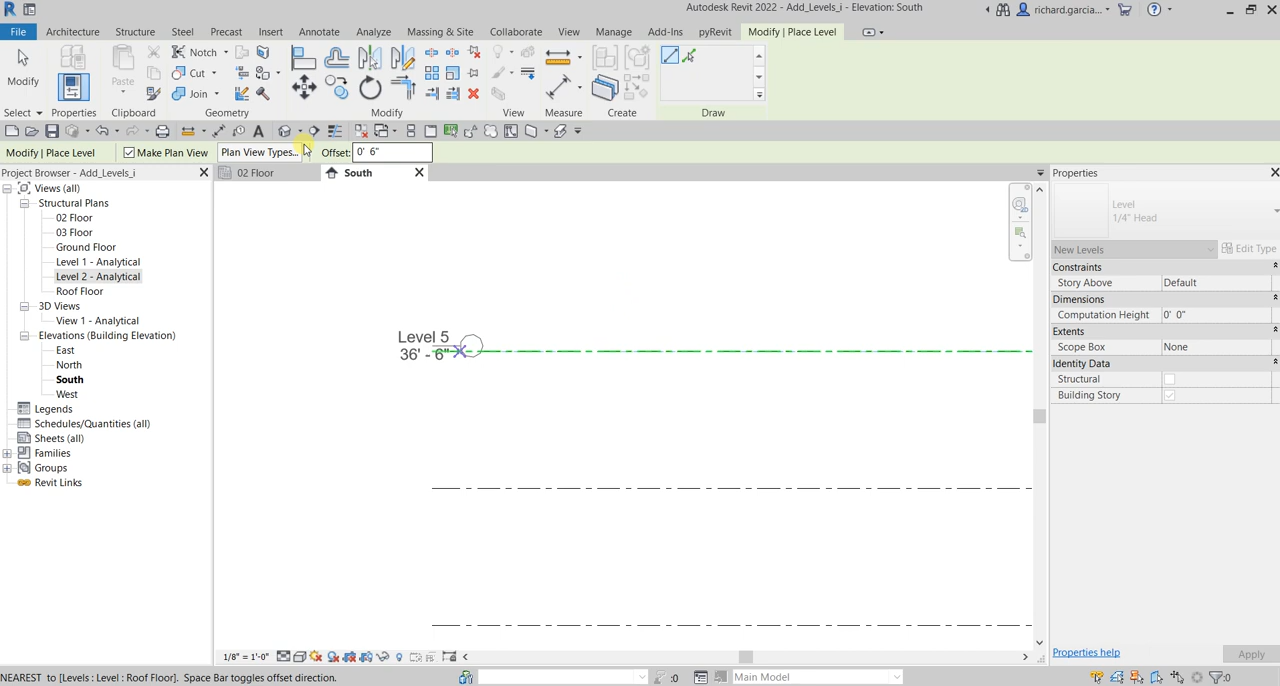 Autodesk Revit 2022 - Add_Levels_i - Elevation: South
richard.garcia...
File Architecture Structure Steel Precast Insert Annotate Analyze Massing & Site Collaborate View Manage Add-Ins pyRevit Modify | Place Level
Modify
Paste
Notch
Cut
Join
Select Properties Clipboard Geometry Modify View Measure Create Draw
Modify | Place Level Make Plan View Plan View Types... Offset: 0' 6"
Project Browser - Add_Levels_i
02 Floor
South
Properties
Views (all)
Structural Plans
02 Floor
03 Floor
Ground Floor
Level 1 - Analytical
Level 2 - Analytical
Roof Floor
3D Views
View 1 - Analytical
Elevations (Building Elevation)
East
North
South
West
Legends
Schedules/Quantities (all)
Sheets (all)
Families
Groups
Revit Links
Level 5
36' - 6"
Level
1/4" Head
New Levels Edit Type
Constraints
Story Above Default
Dimensions
Computation Height 0' 0"
Extents
Scope Box None
Identity Data
Structural
Building Story
Properties help Apply
1/8" = 1'-0"
NEAREST to [Levels : Level : Roof Floor]. Space Bar toggles offset direction.
:0
Main Model
:0